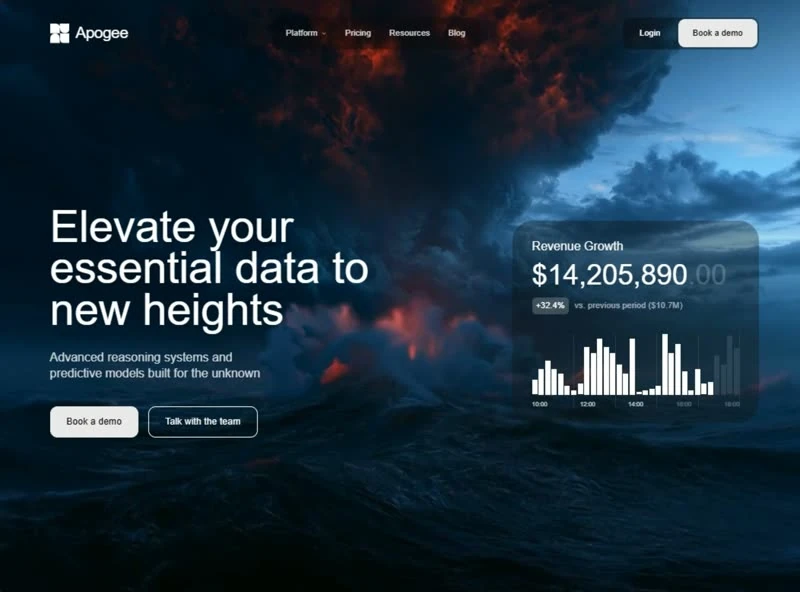 Apogee
Platform
Pricing
Resources
Blog
Login
Book a demo
Elevate your
essential data to
new heights
Advanced reasoning systems and
predictive models built for the unknown
Book a demo
Talk with the team
Revenue Growth
$14,205,890.00
+32.4% vs. previous period ($10.7M)
10:00 12:00 14:00 16:00 18:00